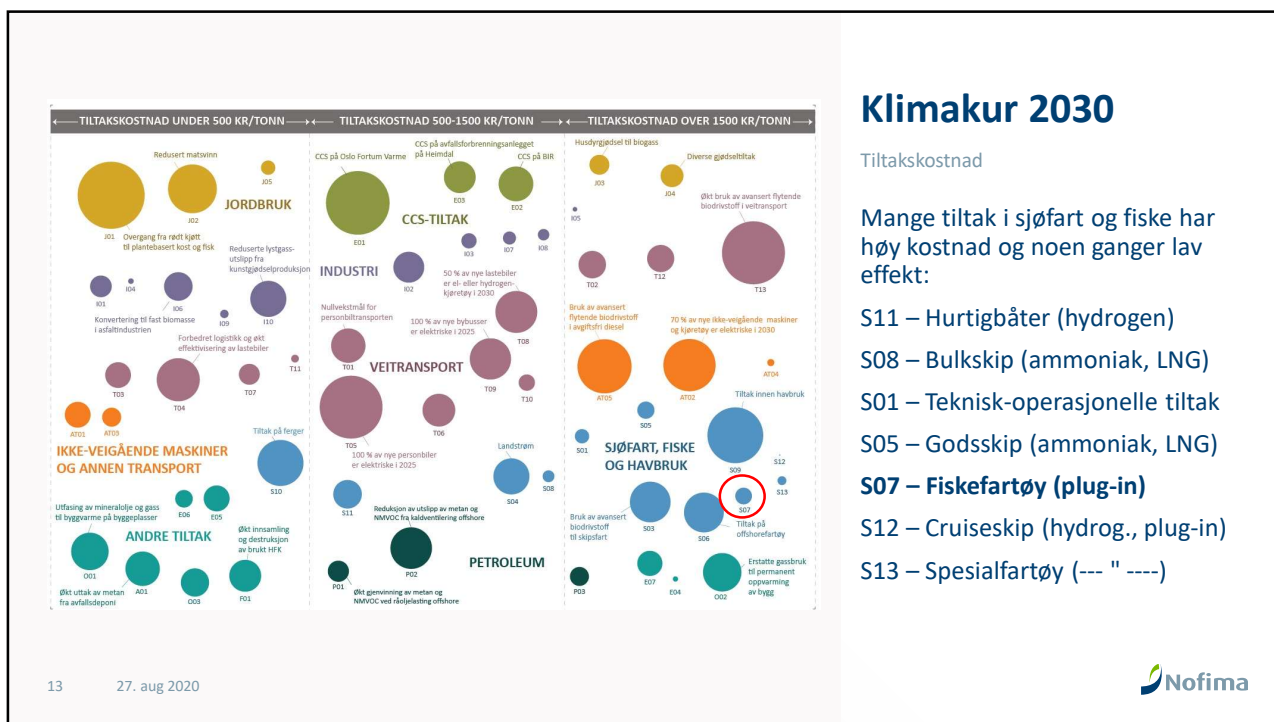 TILTAKSKOSTNAD UNDER 500 KR/TONN
TILTAKSKOSTNAD 500-1500 KR/TONN
TILTAKSKOSTNAD OVER 1500 KR/TONN
Redusert matsvinn
J05
J02
JORDBRUK
J01
Overgang fra rødt kjøtt
til plantebasert kost og fisk
Reduserte lystgass-
utslipp fra
kunstgjødselproduksjon
I01
I04
I06
I09
I10
Konvertering til fast biomasse
i asfaltindustrien
Forbedret logistikk og økt
effektivisering av lastebiler
T11
T03
T04
T07
AT01
AT03
IKKE-VEIGÅENDE MASKINER
OG ANNEN TRANSPORT
Tiltak på ferger
S10
Utfasing av mineralolje og gass
til byggvarme på byggeplasser
E06
E05
ANDRE TILTAK
Økt innsamling
og destruksjon
av brukt HFK
O01
A01
O03
F01
Økt uttak av metan
fra avfallsdeponi
CCS på Oslo Fortum Varme
CCS på avfallsforbrenningsanlegget
på Heimdal
CCS på BIR
E03
E02
E01
CCS-TILTAK
I03
I07
I08
INDUSTRI
I02
50 % av nye lastebiler
er el- eller hydrogen-
kjøretøy i 2030
Nullvekstmål for
personbiltransporten
100 % av nye bybusser
er elektriske i 2025
T08
T01
VEITRANSPORT
T09
T10
T05
T06
100 % av nye personbiler
er elektriske i 2025
Landstrøm
S04
S08
S11
Reduksjon av utslipp av metan og
NMVOC fra kaldventilering offshore
P02
PETROLEUM
P01
Økt gjenvinning av metan og
NMVOC ved råoljelasting offshore
Husdyrgjødsel til biogass
J03
Diverse gjødseltiltak
J04
Økt bruk av avansert flytende
biodrivstoff i veitransport
I05
T02
T12
T13
Bruk av avansert
flytende biodrivstoff
i avgiftsfri diesel
70 % av nye ikke-veigående maskiner
og kjøretøy er elektriske i 2030
AT05
AT02
AT04
Tiltak innen havbruk
S05
S01
SJØFART, FISKE
OG HAVBRUK
S09
S12
S13
S07
Bruk av avansert
biodrivstoff
til skipsfart
S03
S06
Tiltak på
offshorefartøy
P03
E07
E04
O02
Erstatte gassbruk
til permanent
oppvarming
av bygg
Klimakur 2030
Tiltakskostnad
Mange tiltak i sjøfart og fiske har
høy kostnad og noen ganger lav
effekt:
S11 – Hurtigbåter (hydrogen)
S08 – Bulkskip (ammoniak, LNG)
S01 – Teknisk-operasjonelle tiltak
S05 – Godsskip (ammoniak, LNG)
S07 – Fiskefartøy (plug-in)
S12 – Cruiseskip (hydrog., plug-in)
S13 – Spesialfartøy (--- " ----)
13 27. aug 2020
Nofima